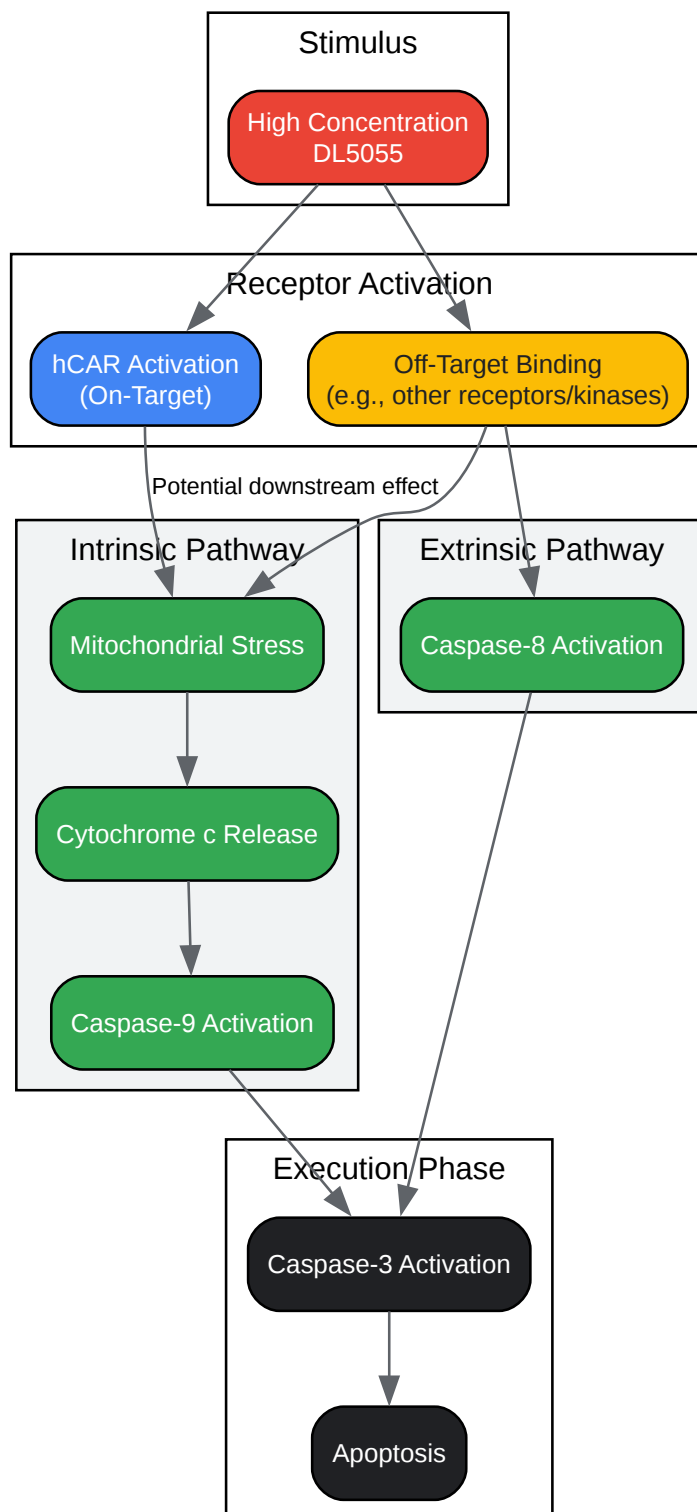 Stimulus
High Concentration
DL5055
Receptor Activation
hCAR Activation
(On-Target)
Off-Target Binding
(e.g., other receptors/kinases)
Potential downstream effect
Intrinsic Pathway
Extrinsic Pathway
Mitochondrial Stress
Caspase-8 Activation
Cytochrome c Release
Caspase-9 Activation
Execution Phase
Caspase-3 Activation
Apoptosis